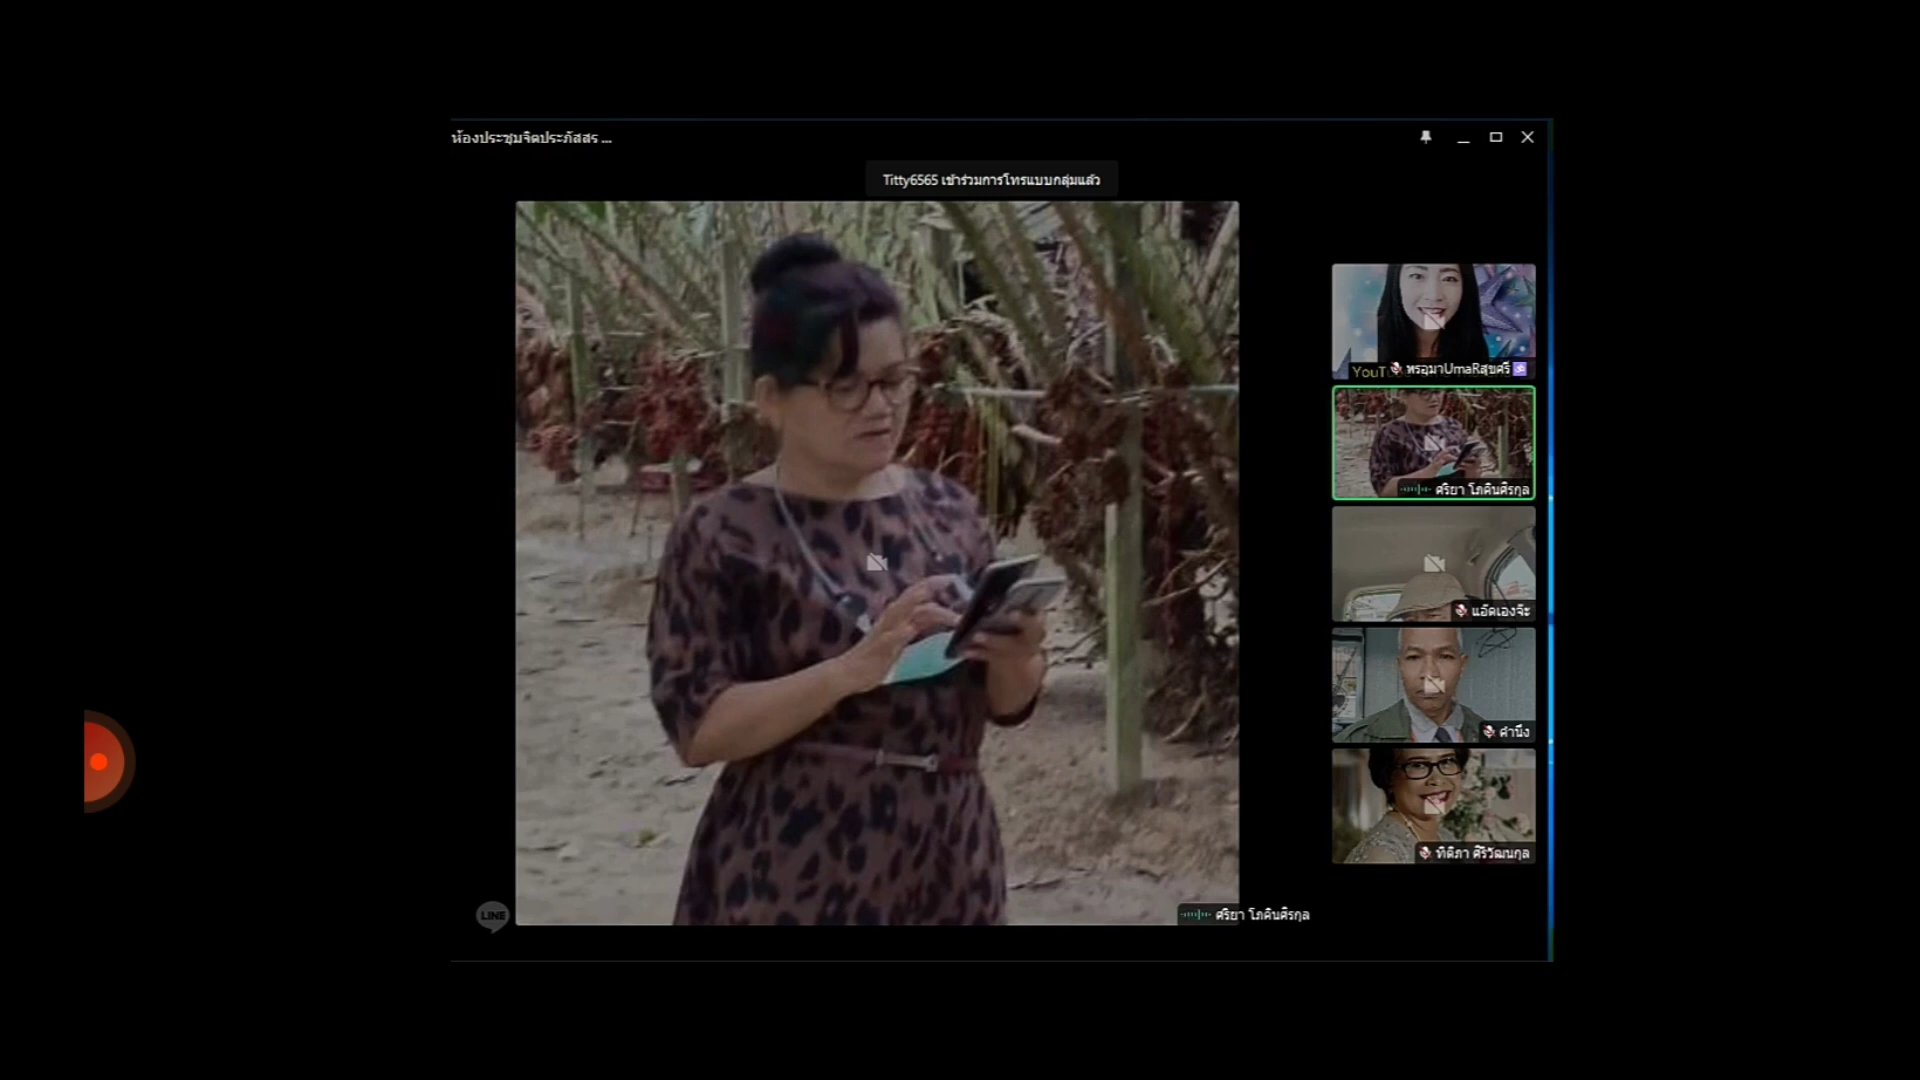 ห้องประชุมจิตประภัสสร ...
Titty6565 เข้าร่วมการโทรแบบกลุ่มแล้ว
YouT
พรอุมาUmaRสุขศรี
ศริยา โภคินศิรกุล
แอ๊ดเองจ๊ะ
คำนึง
ทิติภา ศิริวัฒนกุล
LINE
ศริยา โภคินศิรกุล